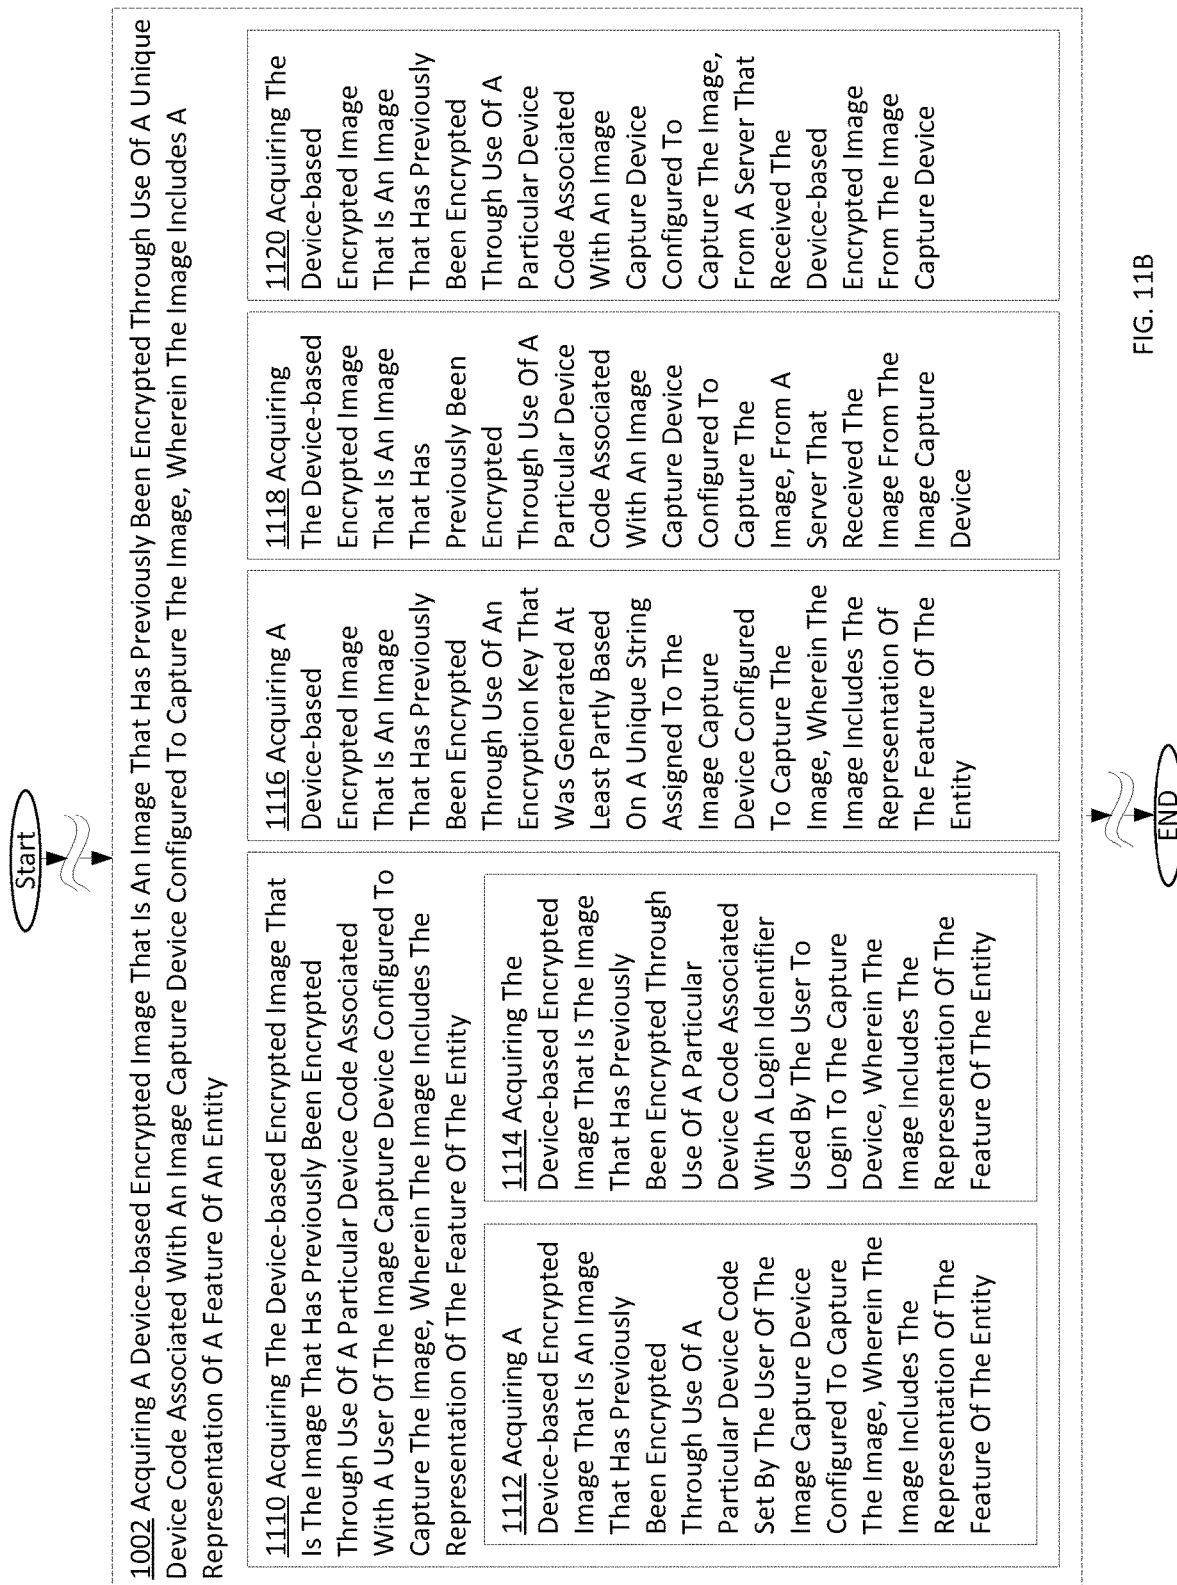 Start
1002 Acquiring A Device-based Encrypted Image That Is An Image That Has Previously Been Encrypted Through Use Of A Unique
Device Code Associated With An Image Capture Device Configured To Capture The Image, Wherein The Image Includes A
Representation Of A Feature Of An Entity
1110 Acquiring The Device-based Encrypted Image That
Is The Image That Has Previously Been Encrypted
Through Use Of A Particular Device Code Associated
With A User Of The Image Capture Device Configured To
Capture The Image, Wherein The Image Includes The
Representation Of The Feature Of The Entity
1112 Acquiring A
Device-based Encrypted
Image That Is An Image
That Has Previously
Been Encrypted
Through Use Of A
Particular Device Code
Set By The User Of The
Image Capture Device
Configured To Capture
The Image, Wherein The
Image Includes The
Representation Of The
Feature Of The Entity
1114 Acquiring The
Device-based Encrypted
Image That Is The Image
That Has Previously
Been Encrypted Through
Use Of A Particular
Device Code Associated
With A Login Identifier
Used By The User To
Login To The Capture
Device, Wherein The
Image Includes The
Representation Of The
Feature Of The Entity
1116 Acquiring A
Device-based
Encrypted Image
That Is An Image
That Has Previously
Been Encrypted
Through Use Of An
Encryption Key That
Was Generated At
Least Partly Based
On A Unique String
Assigned To The
Image Capture
Device Configured
To Capture The
Image, Wherein The
Image Includes The
Representation Of
The Feature Of The
Entity
1118 Acquiring
The Device-based
Encrypted Image
That Is An Image
That Has
Previously Been
Encrypted
Through Use Of A
Particular Device
Code Associated
With An Image
Capture Device
Configured To
Capture The
Image, From A
Server That
Received The
Image From The
Image Capture
Device
1120 Acquiring The
Device-based
Encrypted Image
That Is An Image
That Has Previously
Been Encrypted
Through Use Of A
Particular Device
Code Associated
With An Image
Capture Device
Configured To
Capture The Image,
From A Server That
Received The
Device-based
Encrypted Image
From The Image
Capture Device
END
FIG. 11B